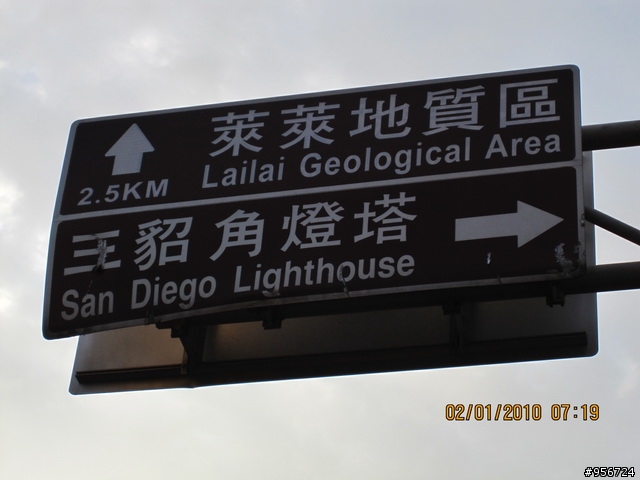 萊萊地質區
Lailai Geological Area
2.5KM
三貂角燈塔
San Diego Lighthouse
02/01/2010 07:19
#956724